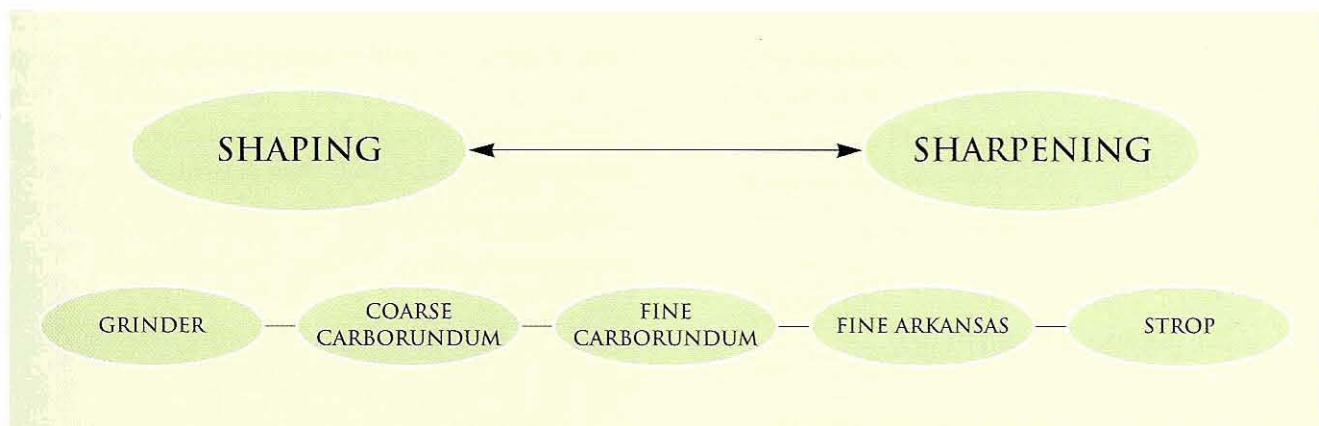 SHAPING
SHARPENING
GRINDER
COARSE
CARBORUNDUM
FINE
CARBORUNDUM
FINE ARKANSAS
STROP